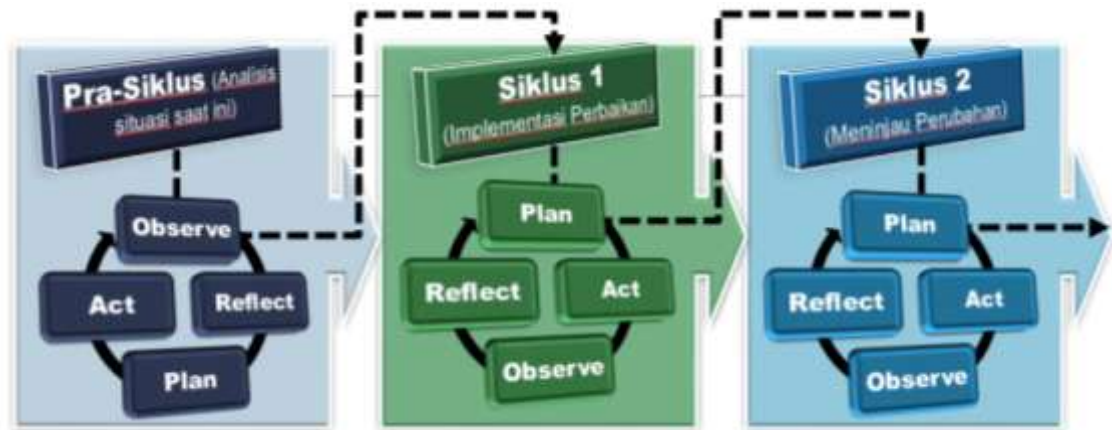 Pra-Siklus (Analisis
situasi saat ini)
Observe
Act
Reflect
Plan
Siklus 1
(Implementasi Perbaikan)
Plan
Reflect
Act
Observe
Siklus 2
(Meninjau Perubahan)
Plan
Reflect
Act
Observe